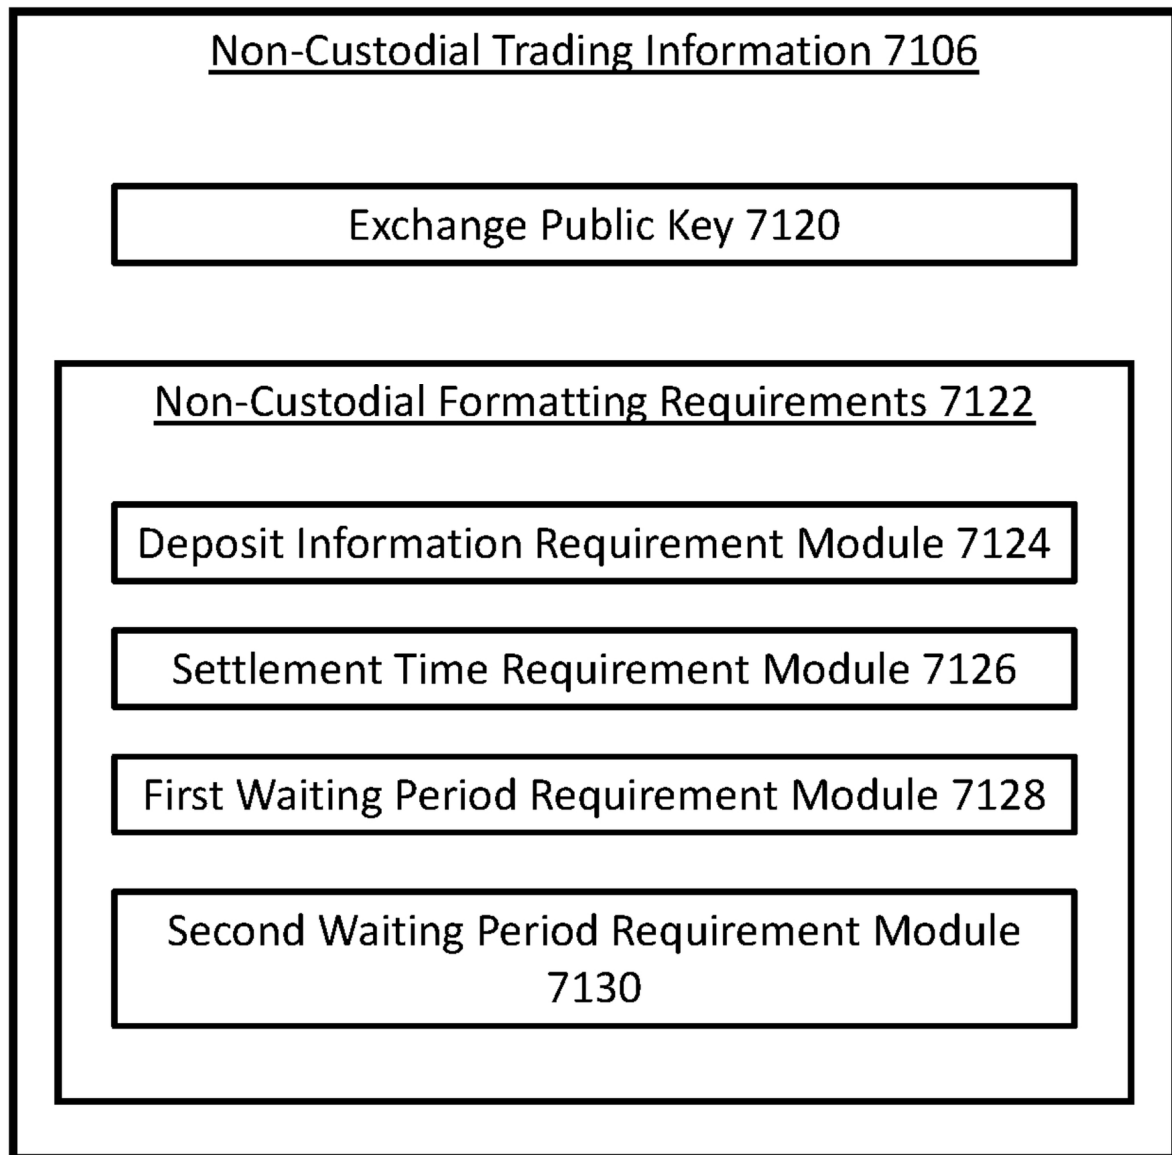 Non-Custodial Trading Information 7106
Exchange Public Key 7120
Non-Custodial Formatting Requirements 7122
Deposit Information Requirement Module 7124
Settlement Time Requirement Module 7126
First Waiting Period Requirement Module 7128
Second Waiting Period Requirement Module
7130